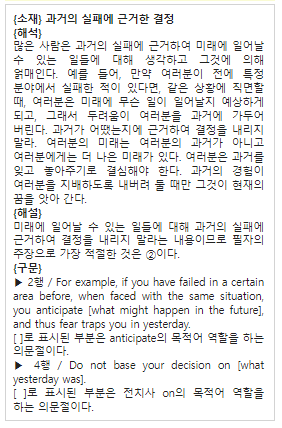 {소재} 과거의 실패에 근거한 결정
{해석}
많은 사람은 과거의 실패에 근거하여 미래에 일어날
수 있는 일들에 대해 생각하고 그것에 의해
얽매인다. 예를 들어, 만약 여러분이 전에 특정
분야에서 실패한 적이 있다면, 같은 상황에 직면할
때, 여러분은 미래에 무슨 일이 일어날지 예상하게
되고, 그래서 두려움이 여러분을 과거에 가두어
버린다. 과거가 어땠는지에 근거하여 결정을 내리지
말라. 여러분의 미래는 여러분의 과거가 아니고
여러분에게는 더 나은 미래가 있다. 여러분은 과거를
잊고 놓아주기로 결심해야 한다. 과거의 경험이
여러분을 지배하도록 내버려 둘 때만 그것이 현재의
꿈을 앗아 간다.
{해설}
미래에 일어날 수 있는 일들에 대해 과거의 실패에
근거하여 결정을 내리지 말라는 내용이므로 필자의
주장으로 가장 적절한 것은 ②이다.
{구문}
▶ 2행 / For example, if you have failed in a certain
area before, when faced with the same situation,
you anticipate [what might happen in the future],
and thus fear traps you in yesterday.
[ ]로 표시된 부분은 anticipate의 목적어 역할을 하는
의문절이다.
▶ 4행 / Do not base your decision on [what
yesterday was].
[ ]로 표시된 부분은 전치사 on의 목적어 역할을
하는 의문절이다.